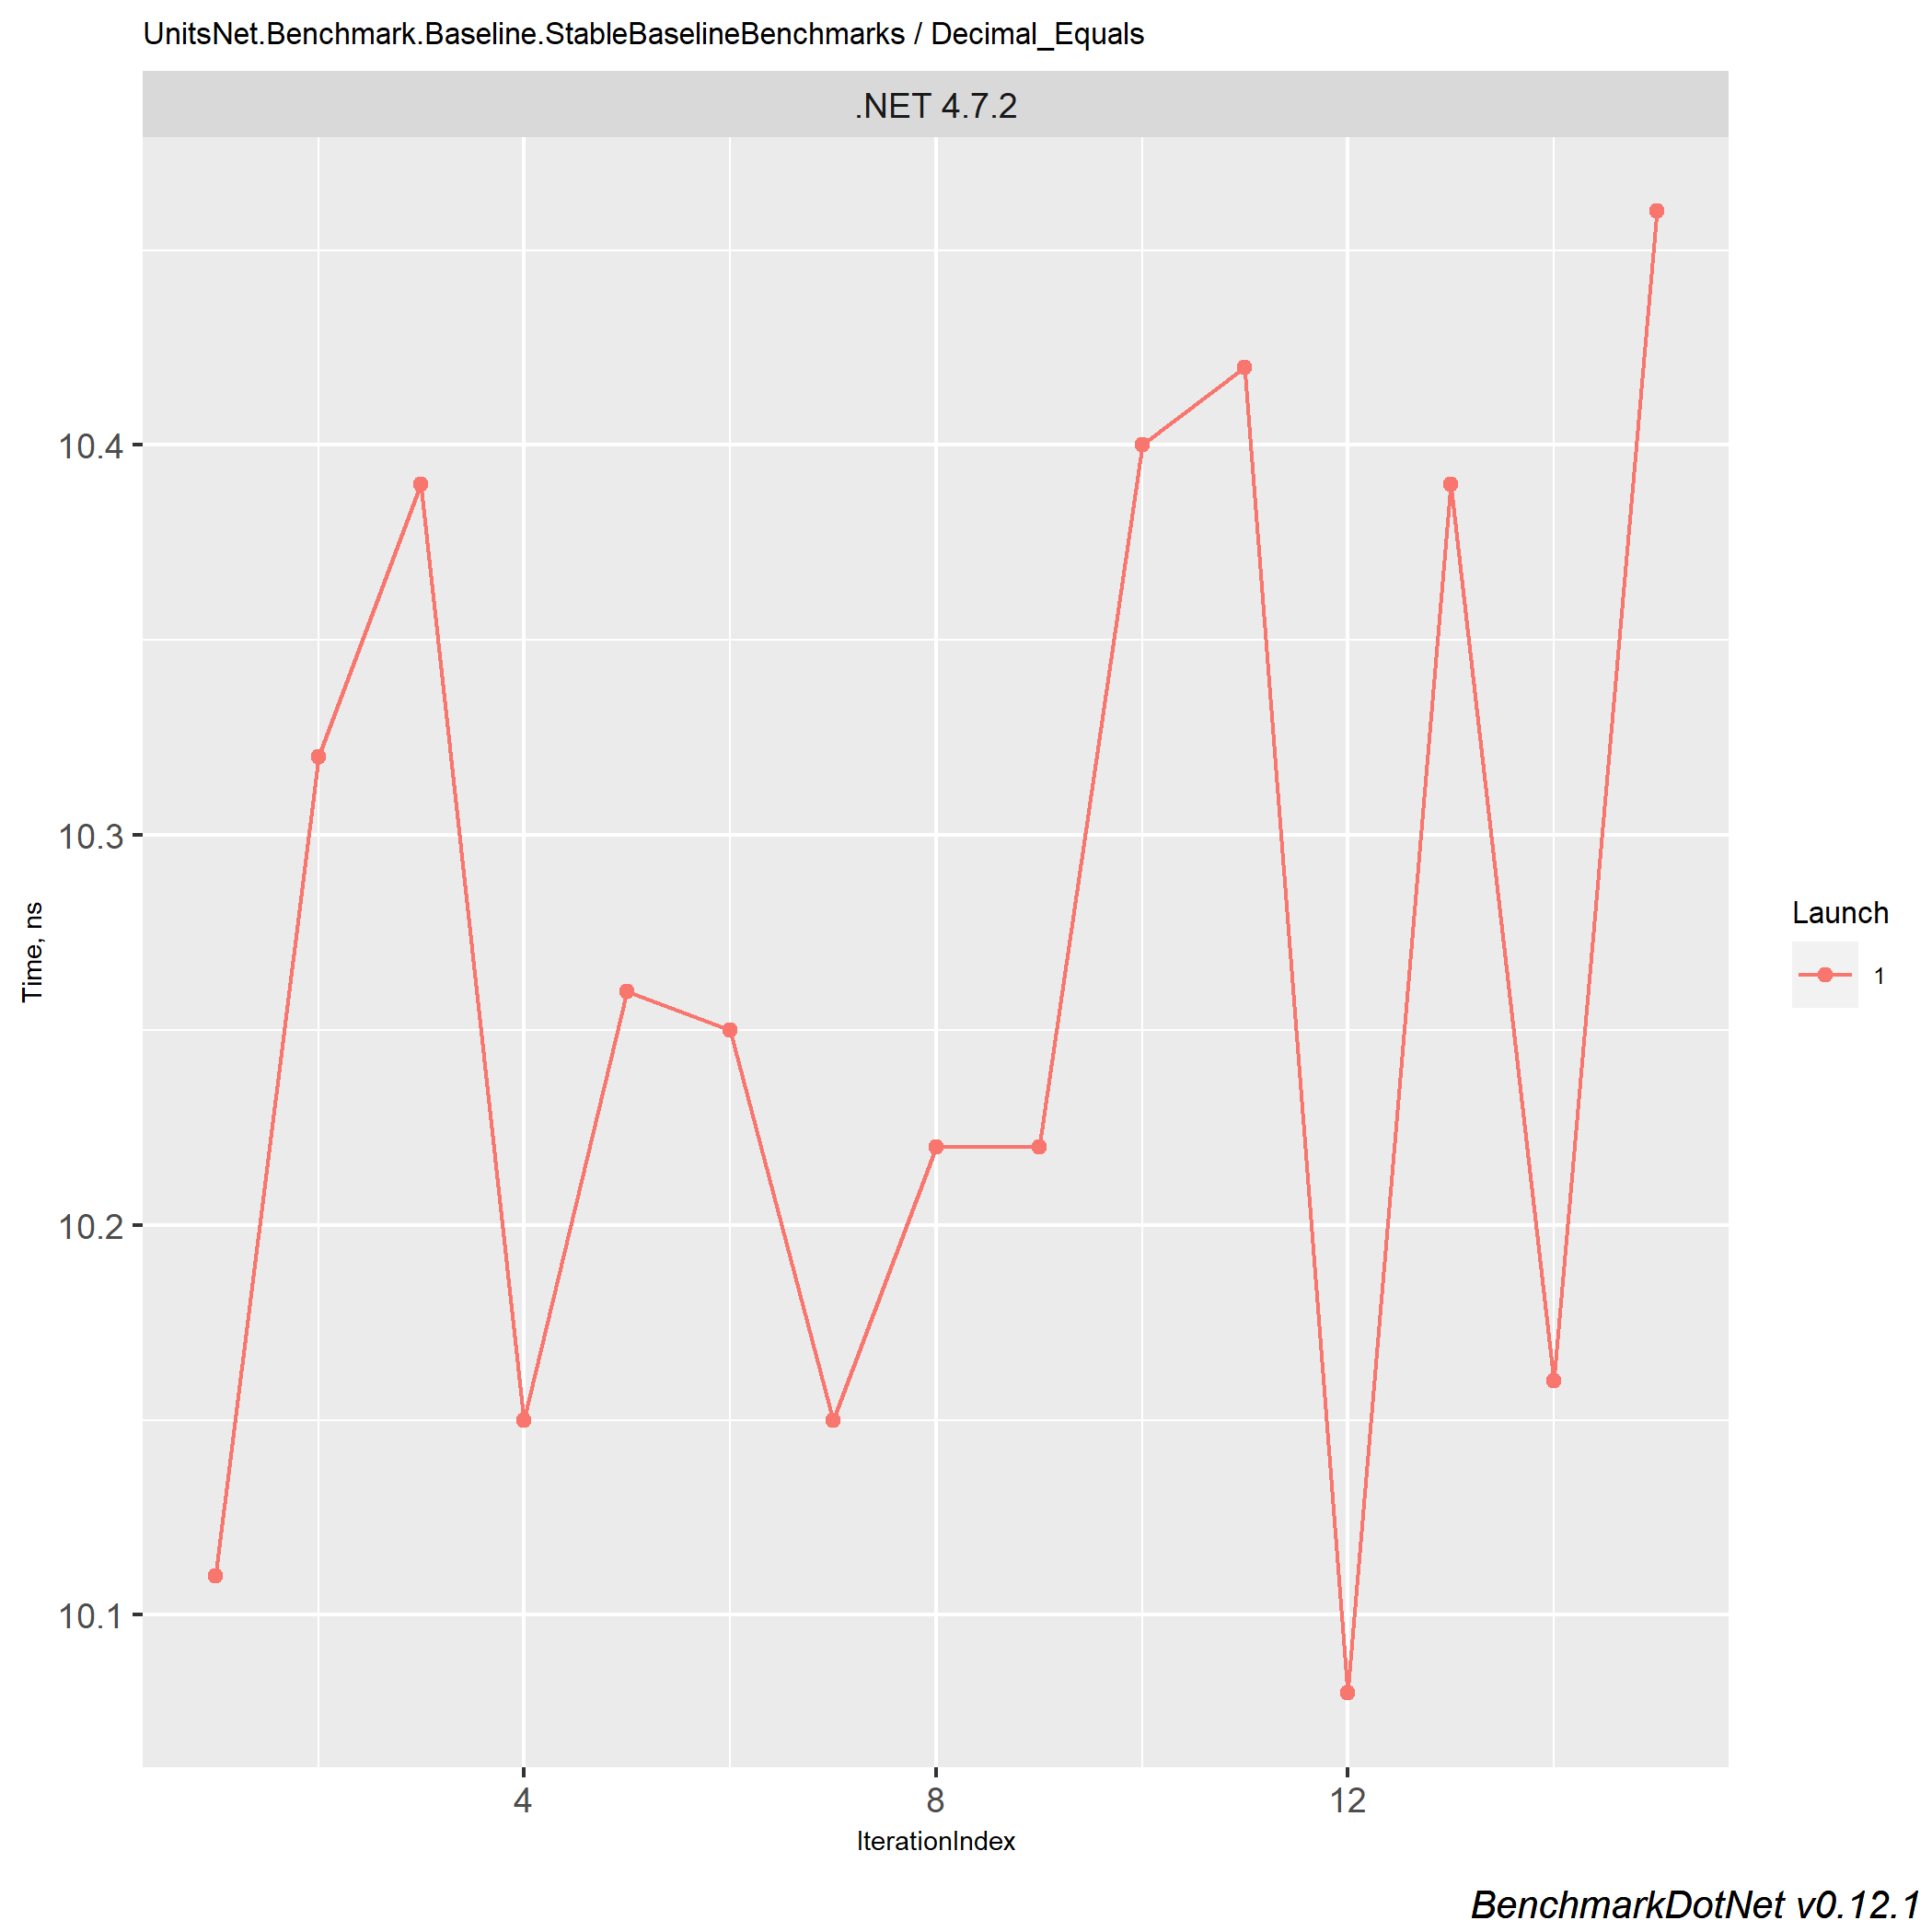 UnitsNet.Benchmark.Baseline.StableBaselineBenchmarks / Decimal_Equals
.NET 4.7.2
10.4
10.3
10.2
10.1
Time, ns
4 8 12
IterationIndex
Launch
1
BenchmarkDotNet v0.12.1